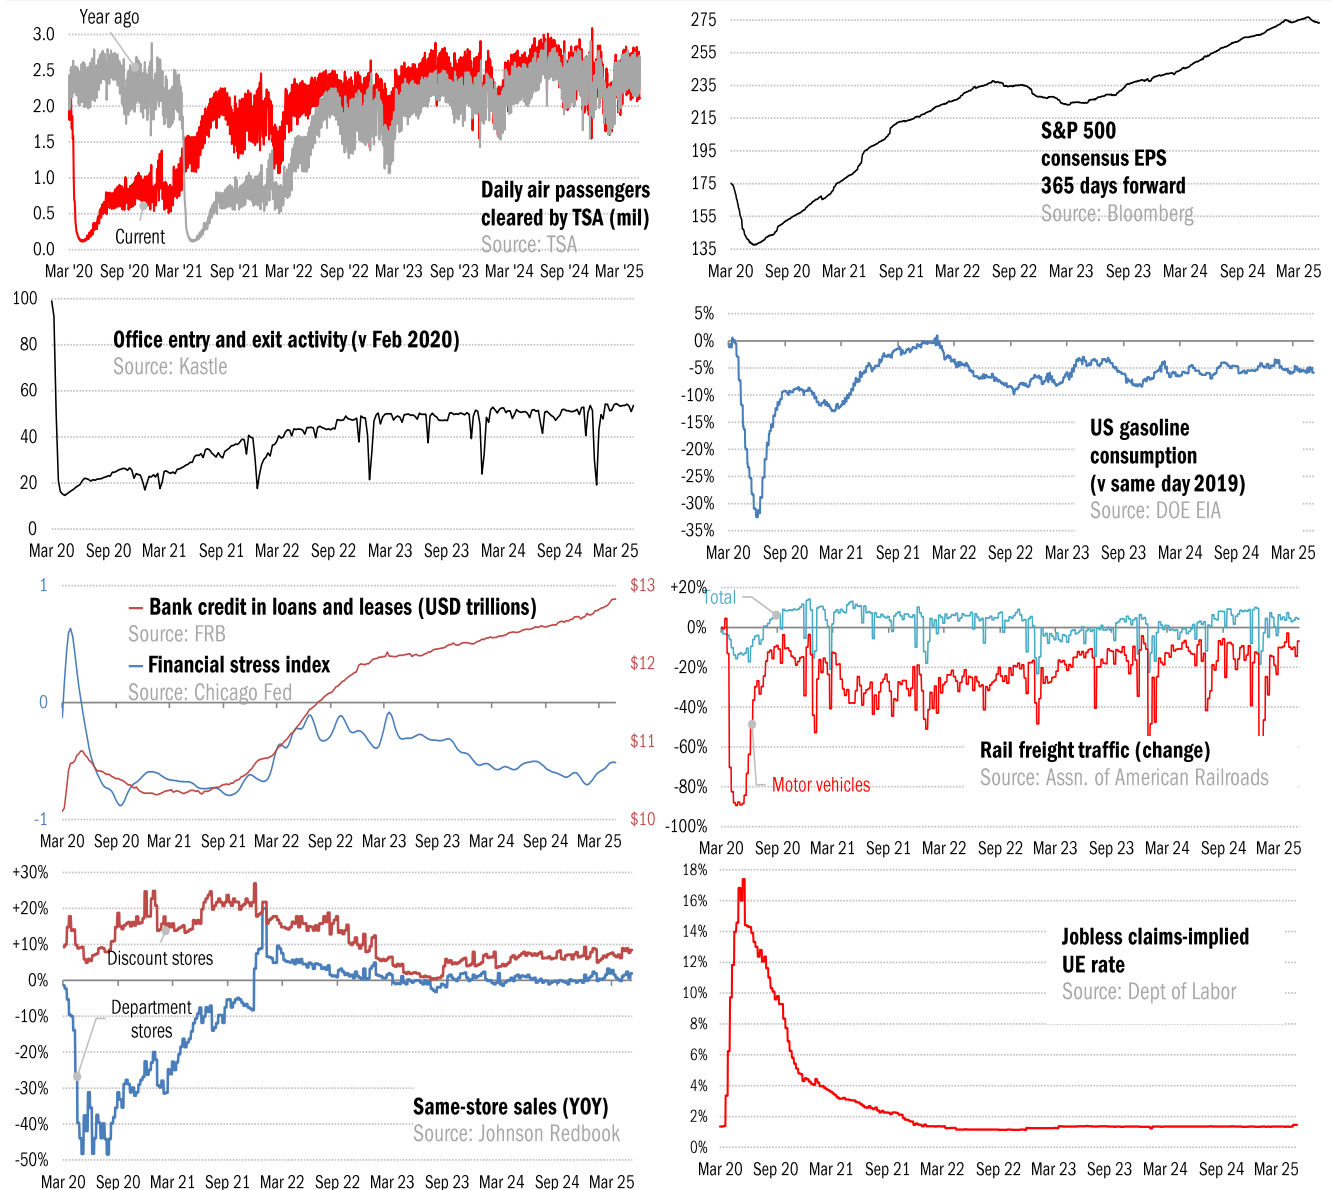 Year ago
3.0
2.5
2.0
1.5
1.0
0.5
0.0
Daily air passengers
cleared by TSA (mil)
Source: TSA
Current
Mar '20 Sep '20 Mar '21 Sep '21 Mar '22 Sep '22 Mar '23 Sep '23 Mar '24 Sep '24 Mar '25
275
255
235
215
195
175
155
135
S&P 500
consensus EPS
365 days forward
Source: Bloomberg
Mar 20 Sep 20 Mar 21 Sep 21 Mar 22 Sep 22 Mar 23 Sep 23 Mar 24 Sep 24 Mar 25
100
80
60
40
20
0
Office entry and exit activity (v Feb 2020)
Source: Kastle
Mar 20 Sep 20 Mar 21 Sep 21 Mar 22 Sep 22 Mar 23 Sep 23 Mar 24 Sep 24 Mar 25
5%
0%
-5%
-10%
-15%
-20%
-25%
-30%
-35%
US gasoline
consumption
(v same day 2019)
Source: DOE EIA
Mar 20 Sep 20 Mar 21 Sep 21 Mar 22 Sep 22 Mar 23 Sep 23 Mar 24 Sep 24 Mar 25
1
0
-1
Bank credit in loans and leases (USD trillions)
Source: FRB
Financial stress index
Source: Chicago Fed
$13
$12
$11
$10
Mar 20 Sep 20 Mar 21 Sep 21 Mar 22 Sep 22 Mar 23 Sep 23 Mar 24 Sep 24 Mar 25
+20%
0%
-20%
-40%
-60%
-80%
-100%
Total
Motor vehicles
Rail freight traffic (change)
Source: Assn. of American Railroads
Mar 20 Sep 20 Mar 21 Sep 21 Mar 22 Sep 22 Mar 23 Sep 23 Mar 24 Sep 24 Mar 25
+30%
+20%
+10%
0%
-10%
-20%
-30%
-40%
-50%
Discount stores
Department
stores
Same-store sales (YOY)
Source: Johnson Redbook
Mar 20 Sep 20 Mar 21 Sep 21 Mar 22 Sep 22 Mar 23 Sep 23 Mar 24 Sep 24 Mar 25
18%
16%
14%
12%
10%
8%
6%
4%
2%
0%
Jobless claims-implied
UE rate
Source: Dept of Labor
Mar 20 Sep 20 Mar 21 Sep 21 Mar 22 Sep 22 Mar 23 Sep 23 Mar 24 Sep 24 Mar 25